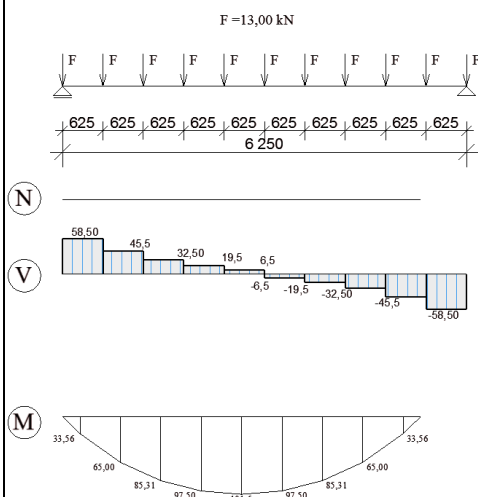 F =13,00 kN
F F F F F F F F F F F
625 625 625 625 625 625 625 625 625 625
6 250
N
58,50 45,5 32,50 19,5 6,5
V
-6,5 -19,5 -32,50 -45,5 -58,50
M
33,56 33,56
65,00 65,00
85,31 85,31
97,50 97,50